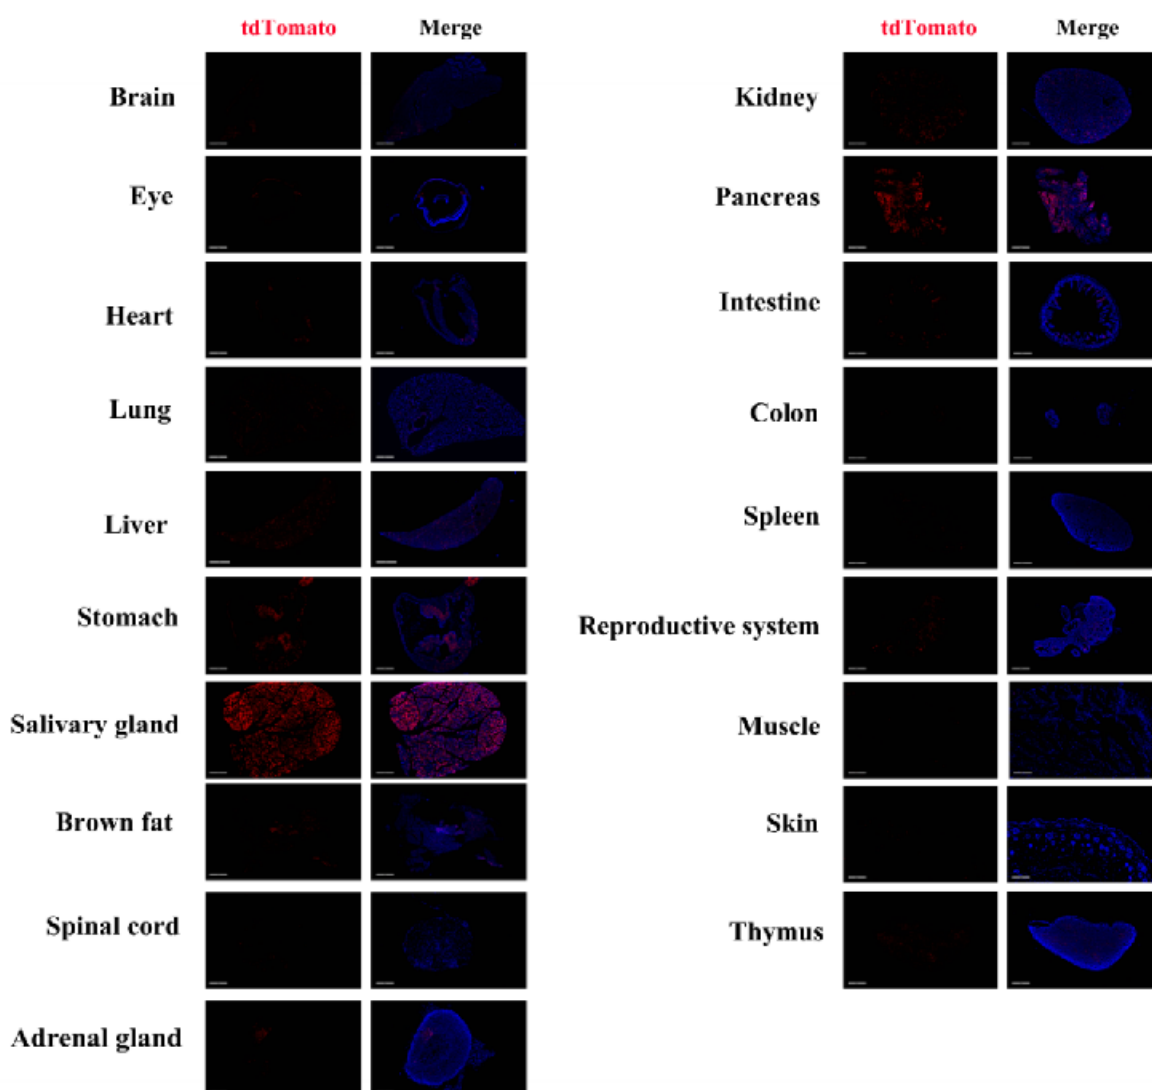 tdTomato Merge tdTomato Merge
Brain Kidney
Eye Pancreas
Heart Intestine
Lung Colon
Liver Spleen
Stomach Reproductive system
Salivary gland Muscle
Brown fat Skin
Spinal cord Thymus
Adrenal gland